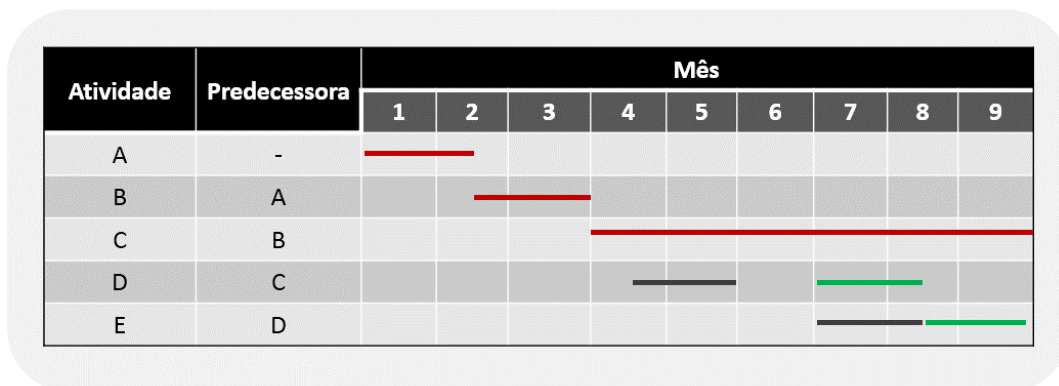 Atividade Predecessora Mês
1 2 3 4 5 6 7 8 9
A -
B A
C B
D C
E D